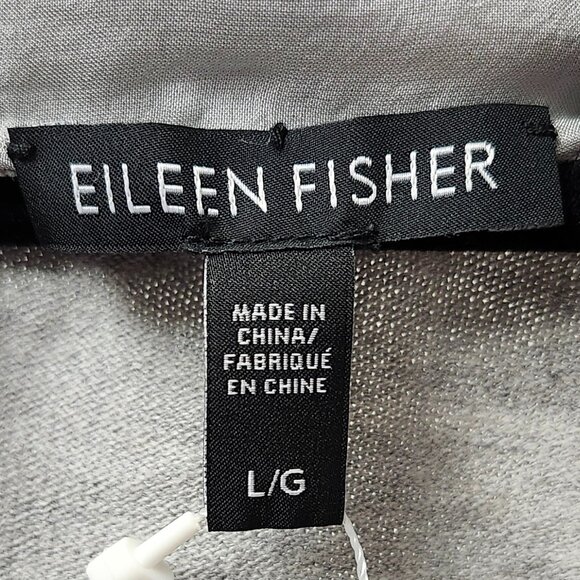 EILEEN FISHER
MADE IN
CHINA/
FABRIQUÉ
EN CHINE
L/G